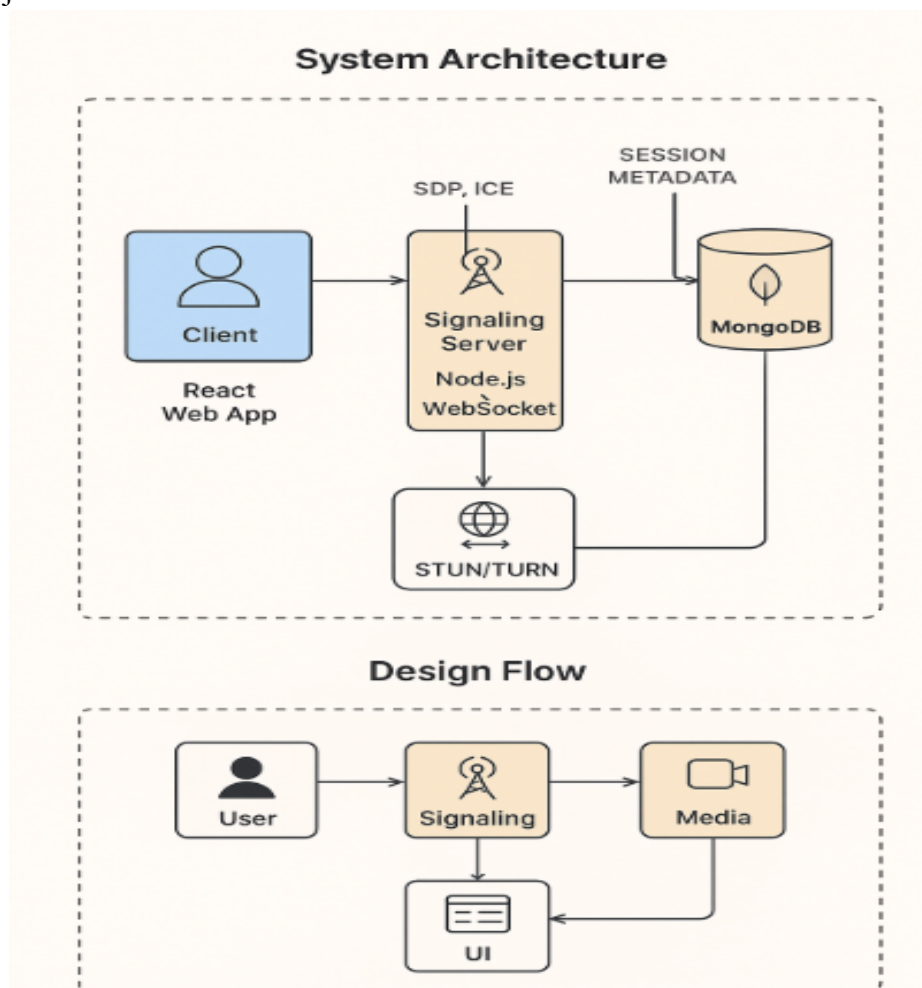 j
System Architecture
SESSION
METADATA
SDP, ICE
Client
React
Web App
Signaling
Server
Node.js
WebSocket
MongoDB
STUN/TURN
Design Flow
User
Signaling
Media
UI